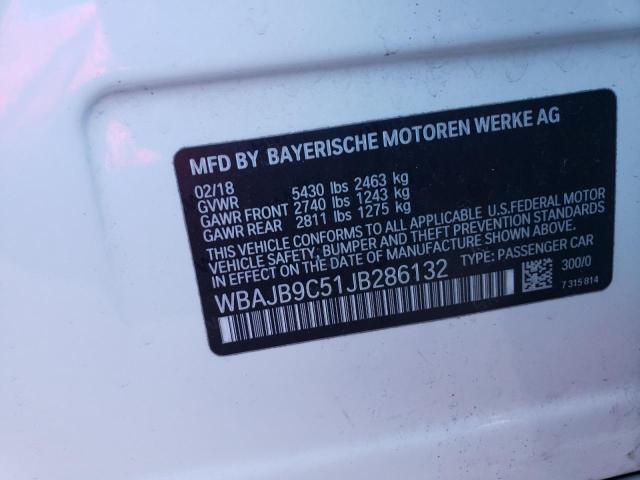 MFD BY BAYERISCHE MOTOREN WERKE AG
02/18
GVWR 5430 lbs 2463 kg
GAWR FRONT 2740 lbs 1243 kg
GAWR REAR 2811 lbs 1275 kg
THIS VEHICLE CONFORMS TO ALL APPLICABLE U.S.FEDERAL MOTOR
VEHICLE SAFETY, BUMPER AND THEFT PREVENTION STANDARDS
IN EFFECT ON THE DATE OF MANUFACTURE SHOWN ABOVE.
WBAJB9C51JB286132 TYPE: PASSENGER CAR
300/0
7 315 814